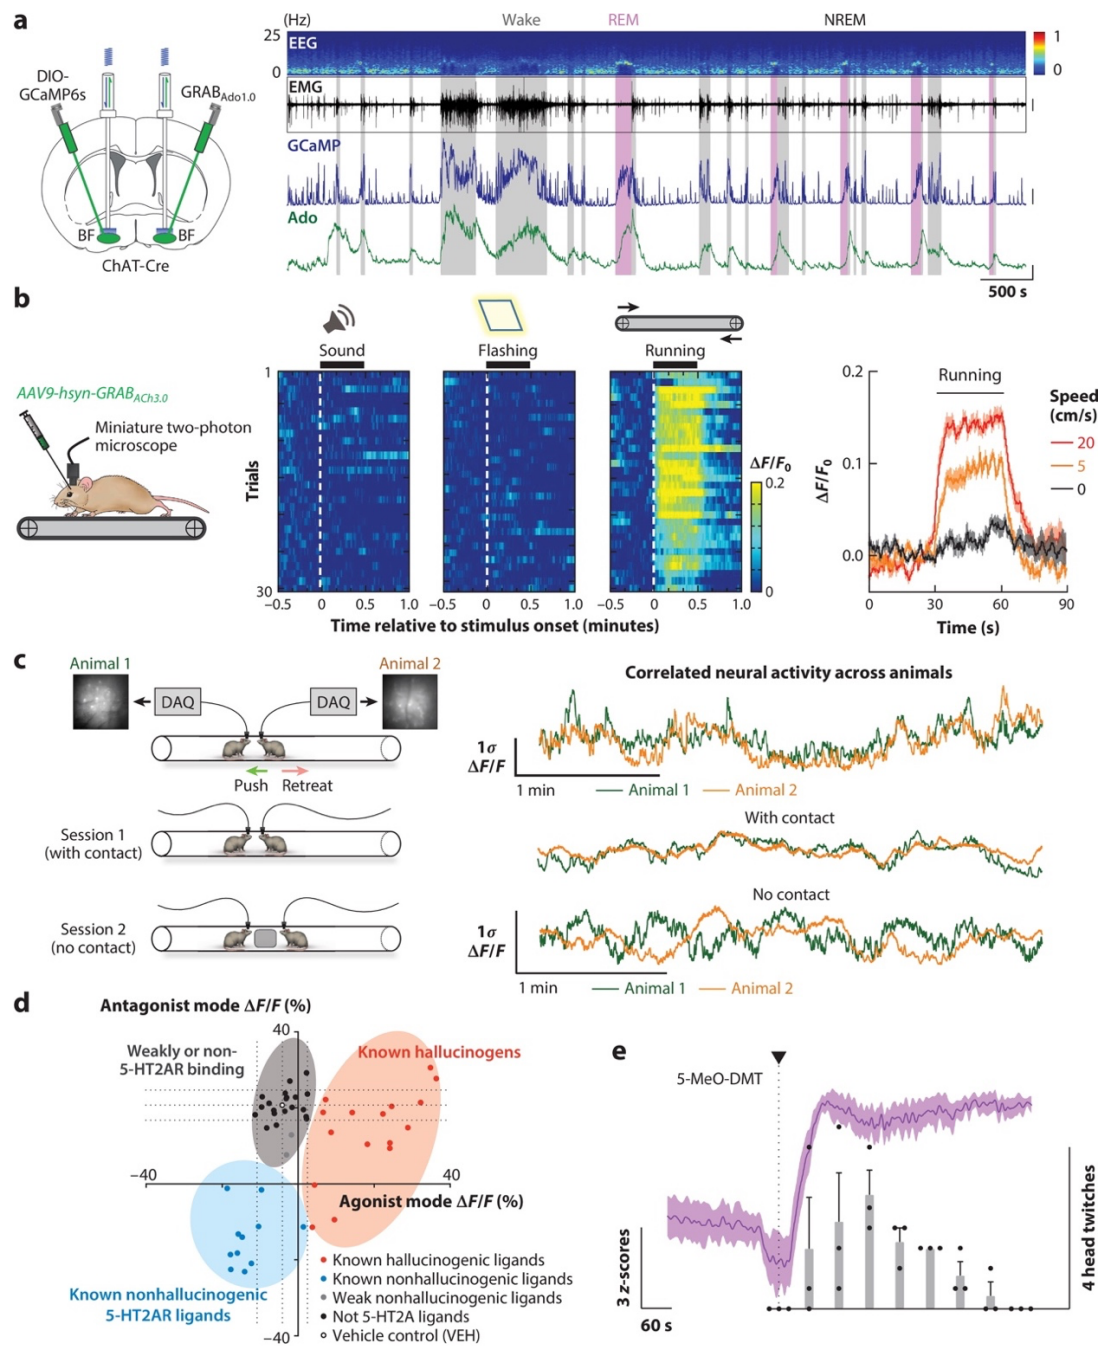 a
(Hz)
Wake
REM
NREM
25
EEG
0
1
0
EMG
GCaMP
Ado
500 s
DIO-
GCaMP6s
GRABAdo1.0
BF
BF
ChAT-Cre
b
AAV9-hsyn-GRABACh3.0
Miniature two-photon
microscope
Sound
Flashing
Running
1
Trials
30
−0.5 0 0.5 1.0
−0.5 0 0.5 1.0
−0.5 0 0.5 1.0
Time relative to stimulus onset (minutes)
ΔF/F0
0.2
0
0.2
0.1
0.0
ΔF/F0
Running
Speed
(cm/s)
20
5
0
0 30 60 90
Time (s)
c
Animal 1
Animal 2
DAQ
DAQ
Push
Retreat
Session 1
(with contact)
Session 2
(no contact)
Correlated neural activity across animals
1σ
ΔF/F
1 min
Animal 1
Animal 2
With contact
No contact
1σ
ΔF/F
1 min
Animal 1
Animal 2
d
Antagonist mode ΔF/F (%)
40
Weakly or non-
5-HT2AR binding
Known hallucinogens
−40
40
Agonist mode ΔF/F (%)
Known nonhallucinogenic
5-HT2AR ligands
Known hallucinogenic ligands
Known nonhallucinogenic ligands
Weak nonhallucinogenic ligands
Not 5-HT2A ligands
Vehicle control (VEH)
−40
e
5-MeO-DMT
3 z-scores
60 s
4 head twitches